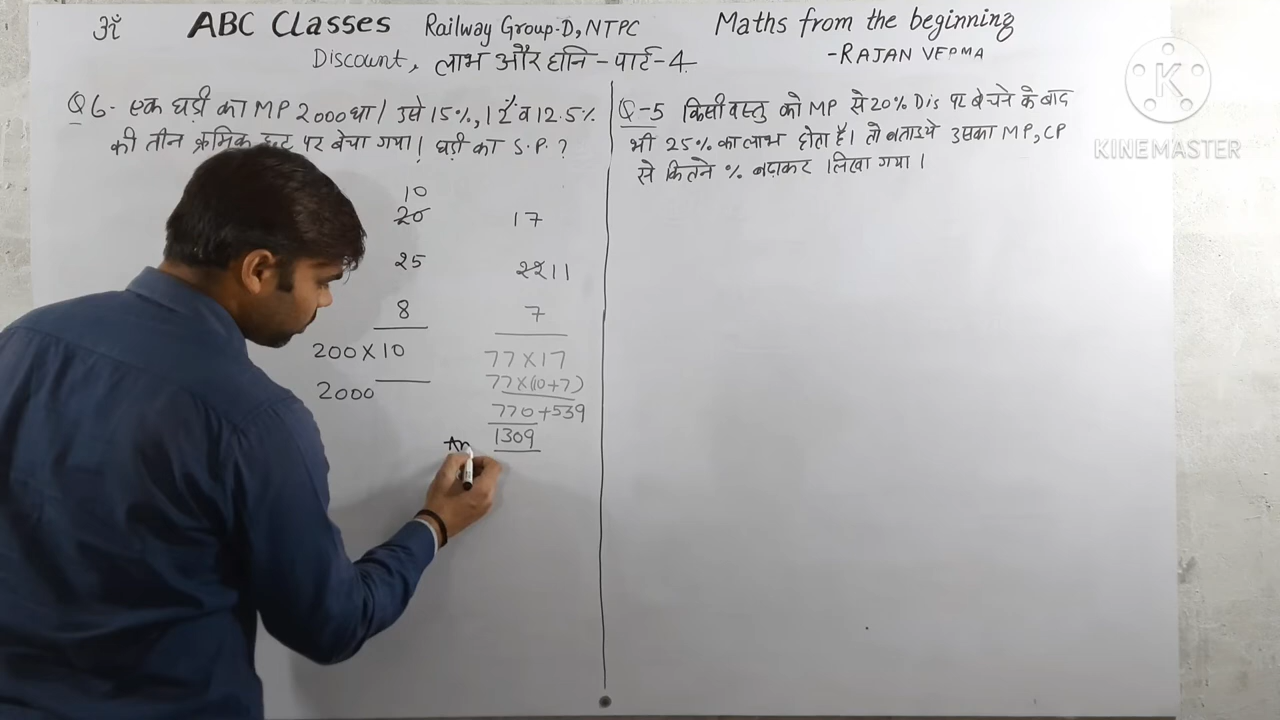 ॐ ABC Classes Railway Group-D, NTPC Maths from the beginning
Discount, लाभ और हानि - पार्ट-4
-RAJAN VERMA
K
KINEMASTER
Q 6- एक घड़ी का MP 2000 था। उसे 15%, 12% व 12.5%
की तीन क्रमिक छूट पर बेचा गया। घड़ी का S.P. ?
10
20 17
25 22 11
8 7
200 X 10 77 X 17
77 X (10+7)
2000
770 + 539
1309
An
Q-5 किसी वस्तु को MP से 20% Dis पर बेचने के बाद
भी 25% का लाभ होता है। तो बताइये उसका MP, CP
से कितने % बढ़ाकर लिखा गया।